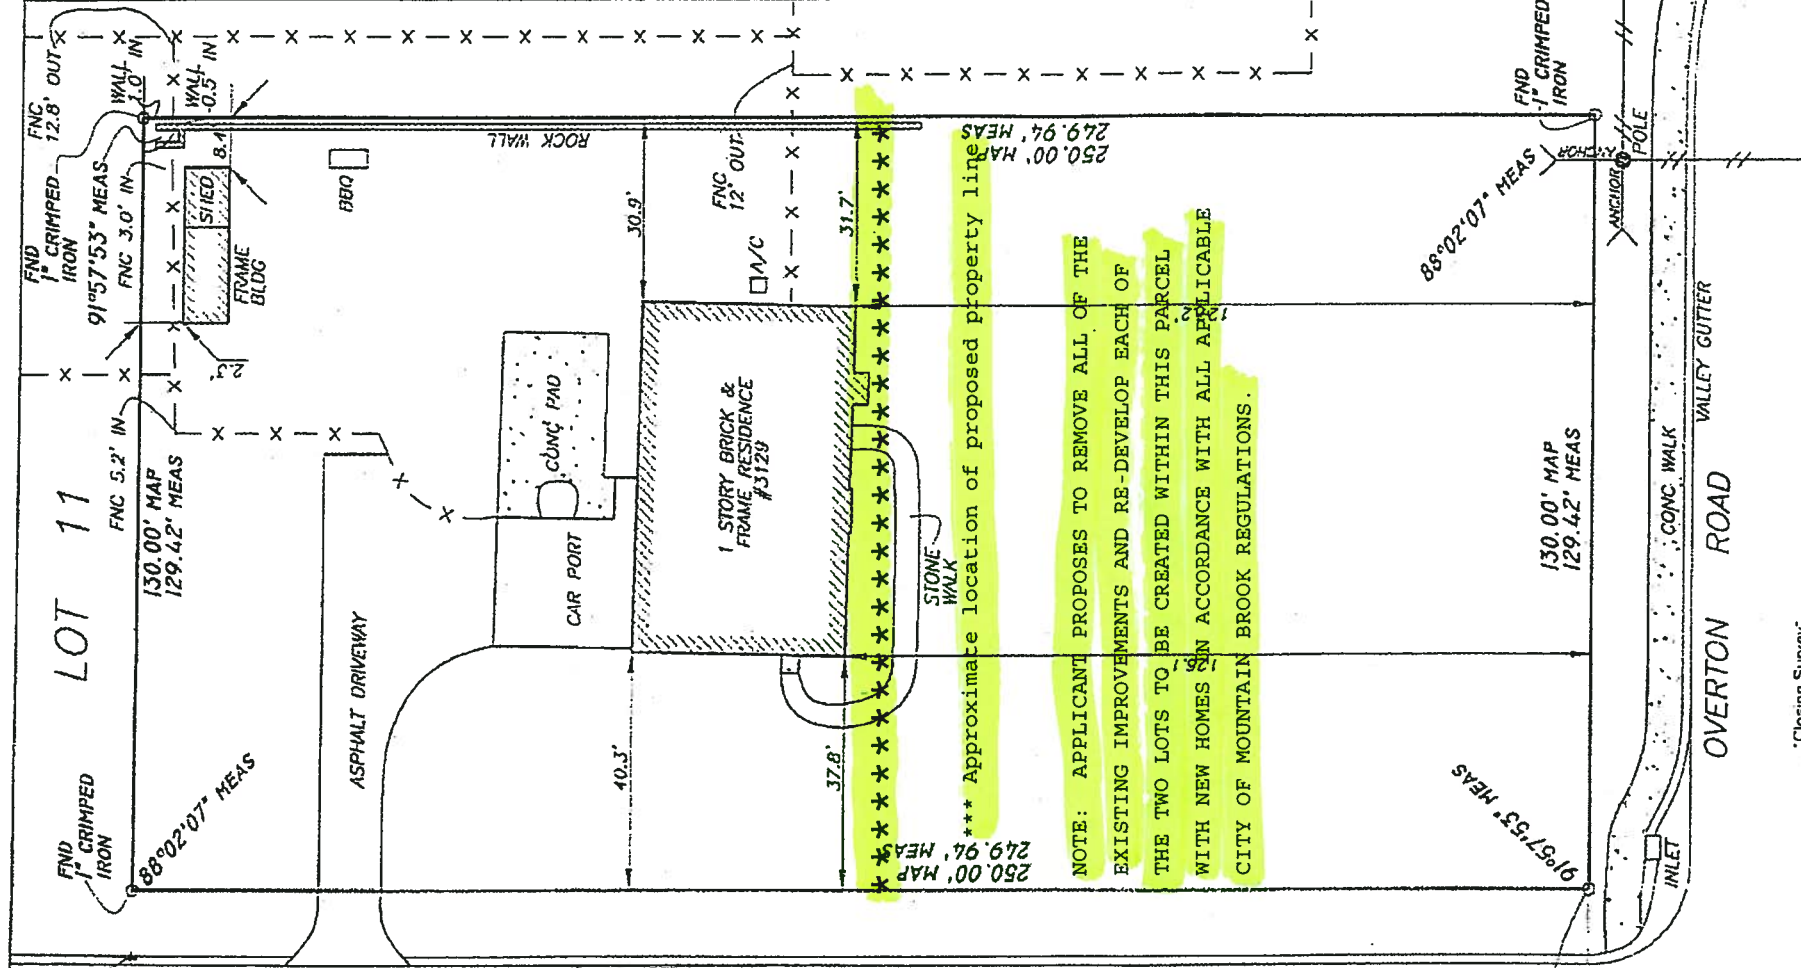 FND
1" CRIMPED
IRON
88°02'07" MEAS
LOT 11
130.00' MAP
129.42' MEAS
FNC 5.2' IN
FND
1" CRIMPED
IRON
91°57'53" MEAS
FNC 3.0' IN
FNC
12.8' OUT
WALL
1.0' IN
WALL
-0.5' IN
8.4'
SHED
FRAME
BLDG
2.3'
BBQ
ROCK WALL
ASPHALT DRIVEWAY
CAR PORT
CONC PAD
40.3'
30.9'
1 STORY BRICK &
FRAME RESIDENCE
#3129
A/C
FNC
12' OUT
37.8'
31.7'
STONE
WALK
250.00' MAP
249.94' MEAS
250.00' MAP
249.94' MEAS
**** Approximate location of proposed property line
NOTE: APPLICANT PROPOSES TO REMOVE ALL OF THE
EXISTING IMPROVEMENTS AND RE-DEVELOP EACH OF
THE TWO LOTS TO BE CREATED WITHIN THIS PARCEL
WITH NEW HOMES IN ACCORDANCE WITH ALL APPLICABLE
CITY OF MOUNTAIN BROOK REGULATIONS.
126.1'
88°02'07" MEAS
91°57'53" MEAS
FND
1" CRIMPED
IRON
ANCHOR
ANCHOR
POLE
130.00' MAP
129.42' MEAS
INLET
CONC WALK
VALLEY GUTTER
OVERTON ROAD
"Closing Survey"